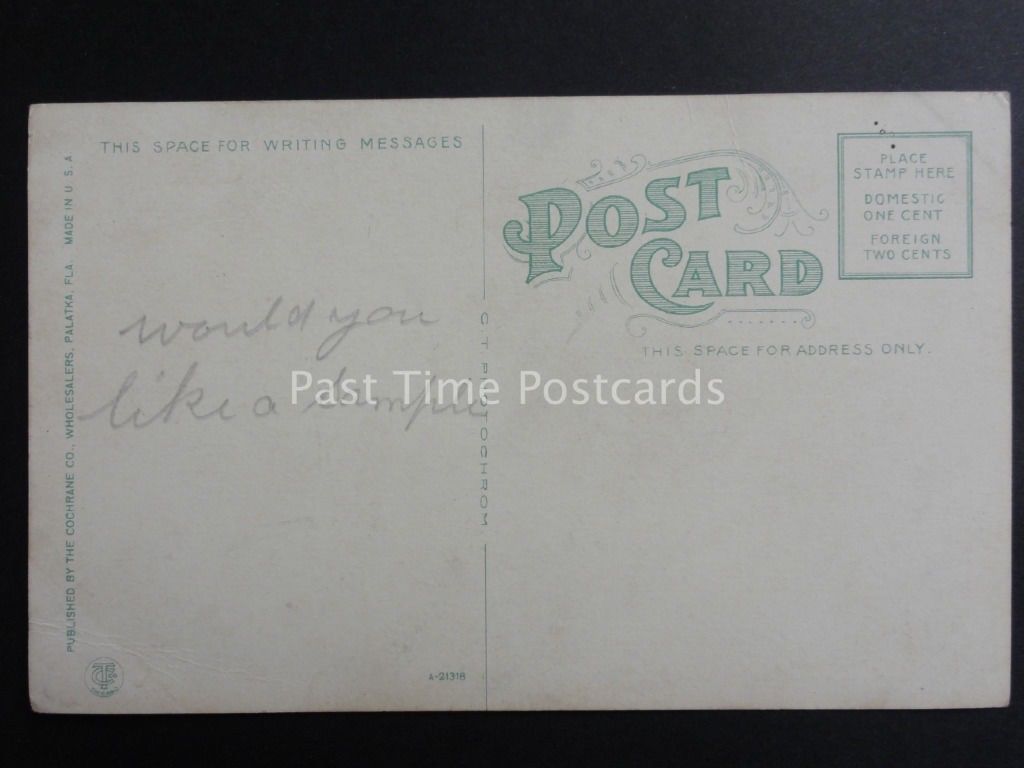 THIS SPACE FOR WRITING MESSAGES
PUBLISHED BY THE COCHRANE CO., WHOLESALERS, PALATKA, FLA. MADE IN U. S. A
would you
like a sample
C. T. PHOTOCHROM
A-21318
POST
CARD
THIS SPACE FOR ADDRESS ONLY.
PLACE
STAMP HERE
DOMESTIC
ONE CENT
FOREIGN
TWO CENTS
Past Time Postcards